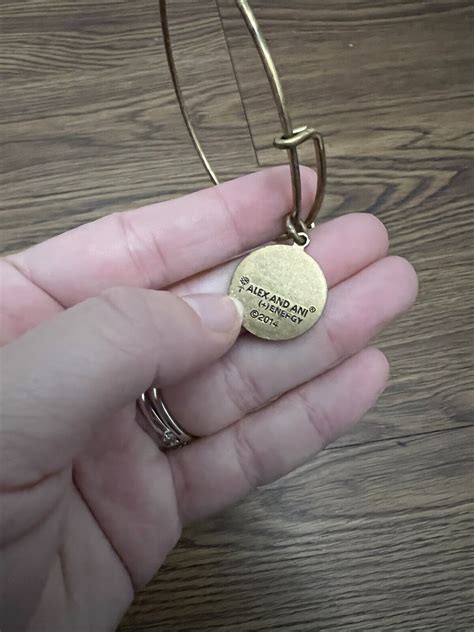 ALEX AND ANI®
(+) ENERGY
©2014